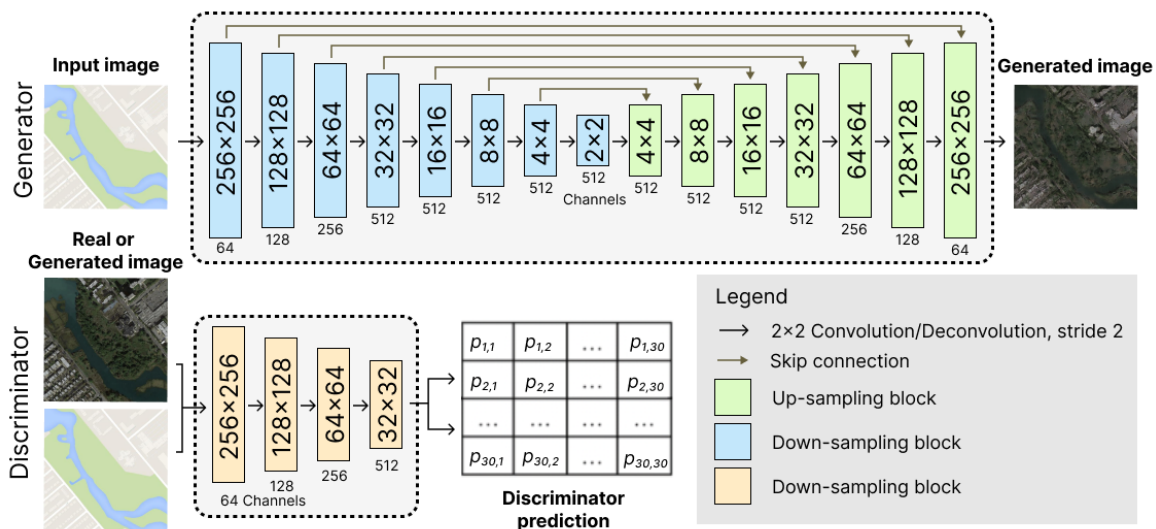 Generator
Input image
256×256
128×128
64×64
32×32
16×16
8×8
4×4
2×2
4×4
8×8
16×16
32×32
64×64
128×128
256×256
64
128
256
512
512
512
512
512
Channels
512
512
512
512
256
128
64
Generated image
Discriminator
Real or
Generated image
256×256
128×128
64×64
32×32
64 Channels
128
256
512
p1,1 p1,2 ... p1,30
p2,1 p2,2 ... p2,30
... ... ... ...
p30,1 p30,2 ... p30,30
Discriminator
prediction
Legend
2×2 Convolution/Deconvolution, stride 2
Skip connection
Up-sampling block
Down-sampling block
Down-sampling block